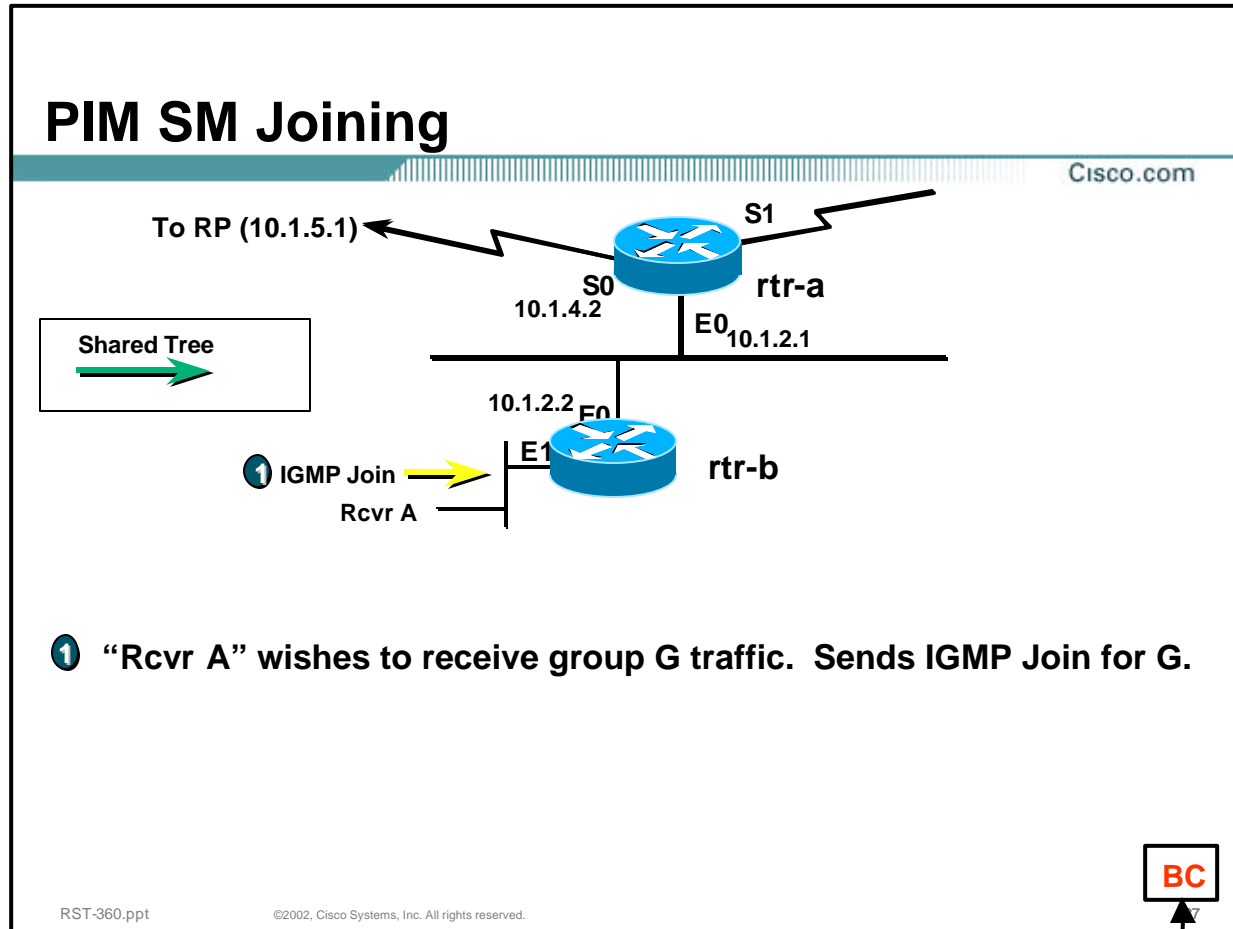 PIM SM Joining
Cisco.com
To RP (10.1.5.1)
S1
S0
rtr-a
10.1.4.2
E0
10.1.2.1
Shared Tree
10.1.2.2
E0
E1
rtr-b
1 IGMP Join
Rcvr A
1 “Rcvr A” wishes to receive group G traffic. Sends IGMP Join for G.
BC
RST-360.ppt
©2002, Cisco Systems, Inc. All rights reserved.